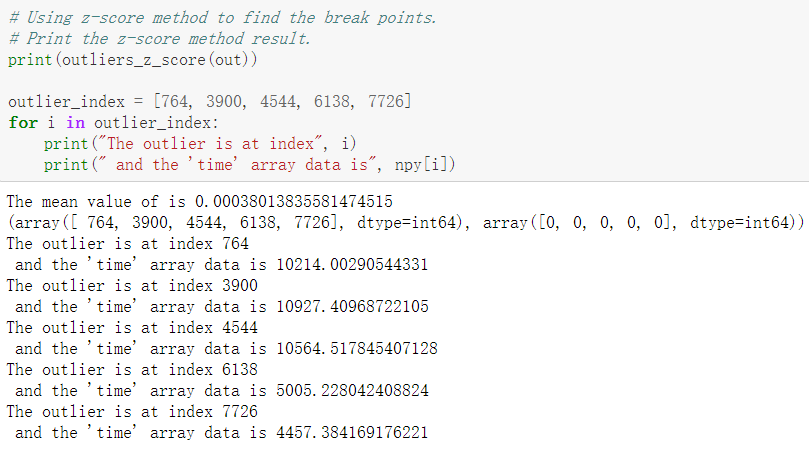 # Using z-score method to find the break points.
# Print the z-score method result.
print(outliers_z_score(out))
outlier_index = [764, 3900, 4544, 6138, 7726]
for i in outlier_index:
    print("The outlier is at index", i)
    print(" and the 'time' array data is", npy[i])
The mean value of is 0.00038013835581474515
(array([ 764, 3900, 4544, 6138, 7726], dtype=int64), array([0, 0, 0, 0, 0], dtype=int64))
The outlier is at index 764
 and the 'time' array data is 10214.00290544331
The outlier is at index 3900
 and the 'time' array data is 10927.40968722105
The outlier is at index 4544
 and the 'time' array data is 10564.517845407128
The outlier is at index 6138
 and the 'time' array data is 5005.228042408824
The outlier is at index 7726
 and the 'time' array data is 4457.384169176221